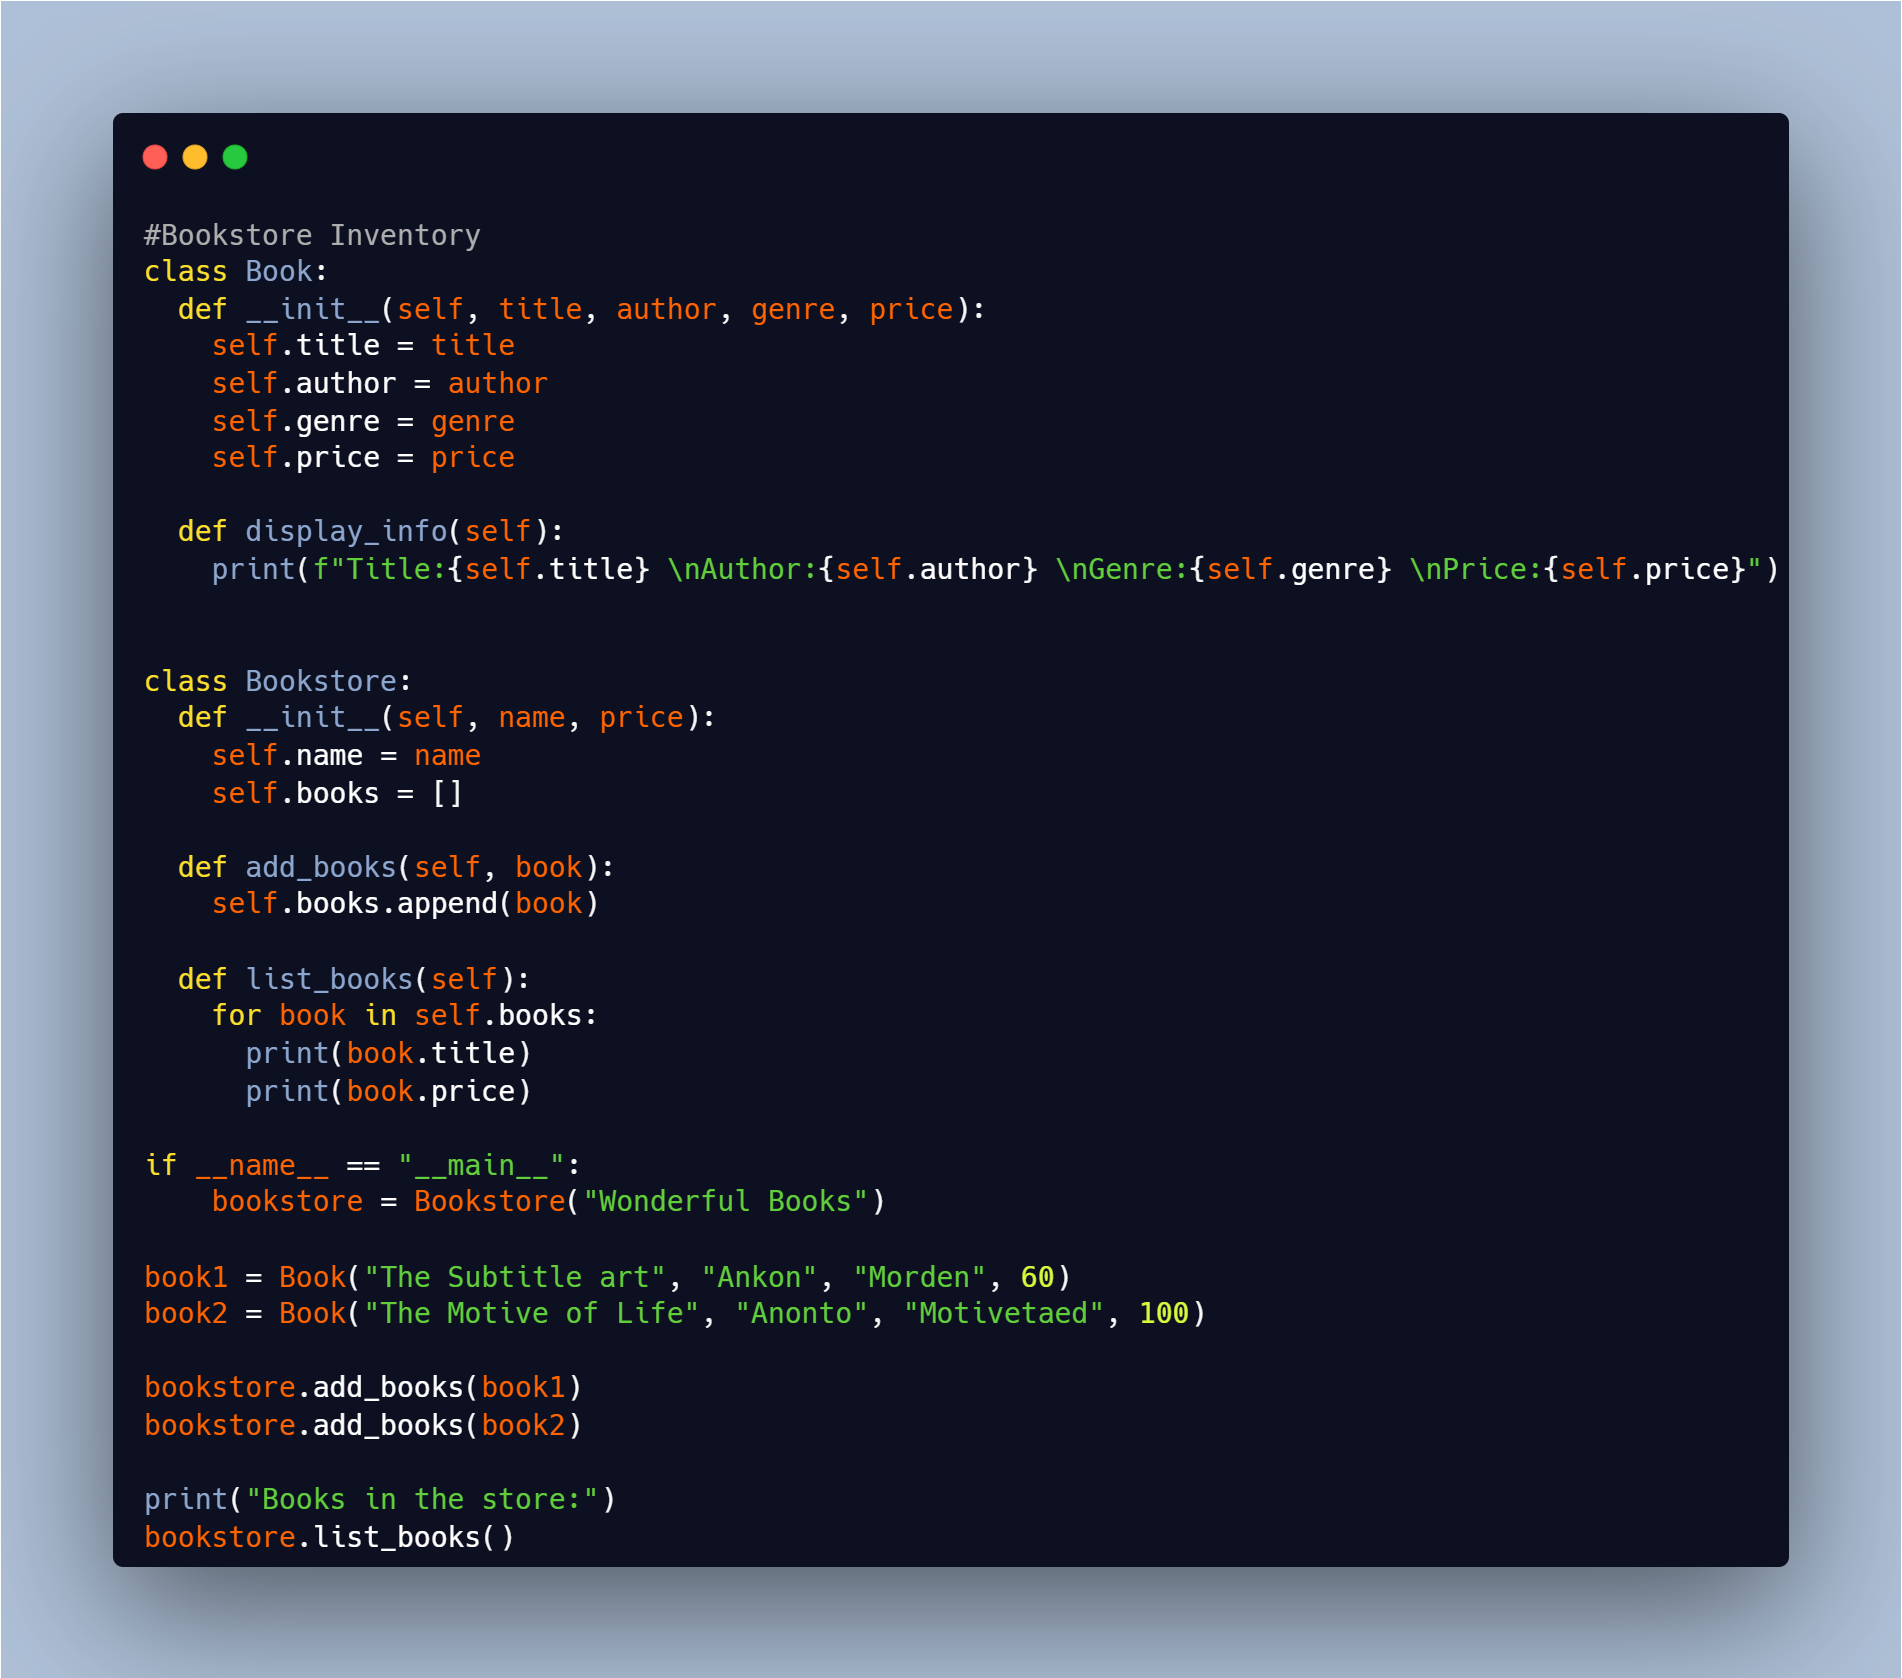 #Bookstore Inventory
class Book:
  def __init__(self, title, author, genre, price):
    self.title = title
    self.author = author
    self.genre = genre
    self.price = price

  def display_info(self):
    print(f"Title:{self.title} \nAuthor:{self.author} \nGenre:{self.genre} \nPrice:{self.price}")


class Bookstore:
  def __init__(self, name, price):
    self.name = name
    self.books = []

  def add_books(self, book):
    self.books.append(book)

  def list_books(self):
    for book in self.books:
      print(book.title)
      print(book.price)

if __name__ == "__main__":
    bookstore = Bookstore("Wonderful Books")

book1 = Book("The Subtitle art", "Ankon", "Morden", 60)
book2 = Book("The Motive of Life", "Anonto", "Motivetaed", 100)

bookstore.add_books(book1)
bookstore.add_books(book2)

print("Books in the store:")
bookstore.list_books()